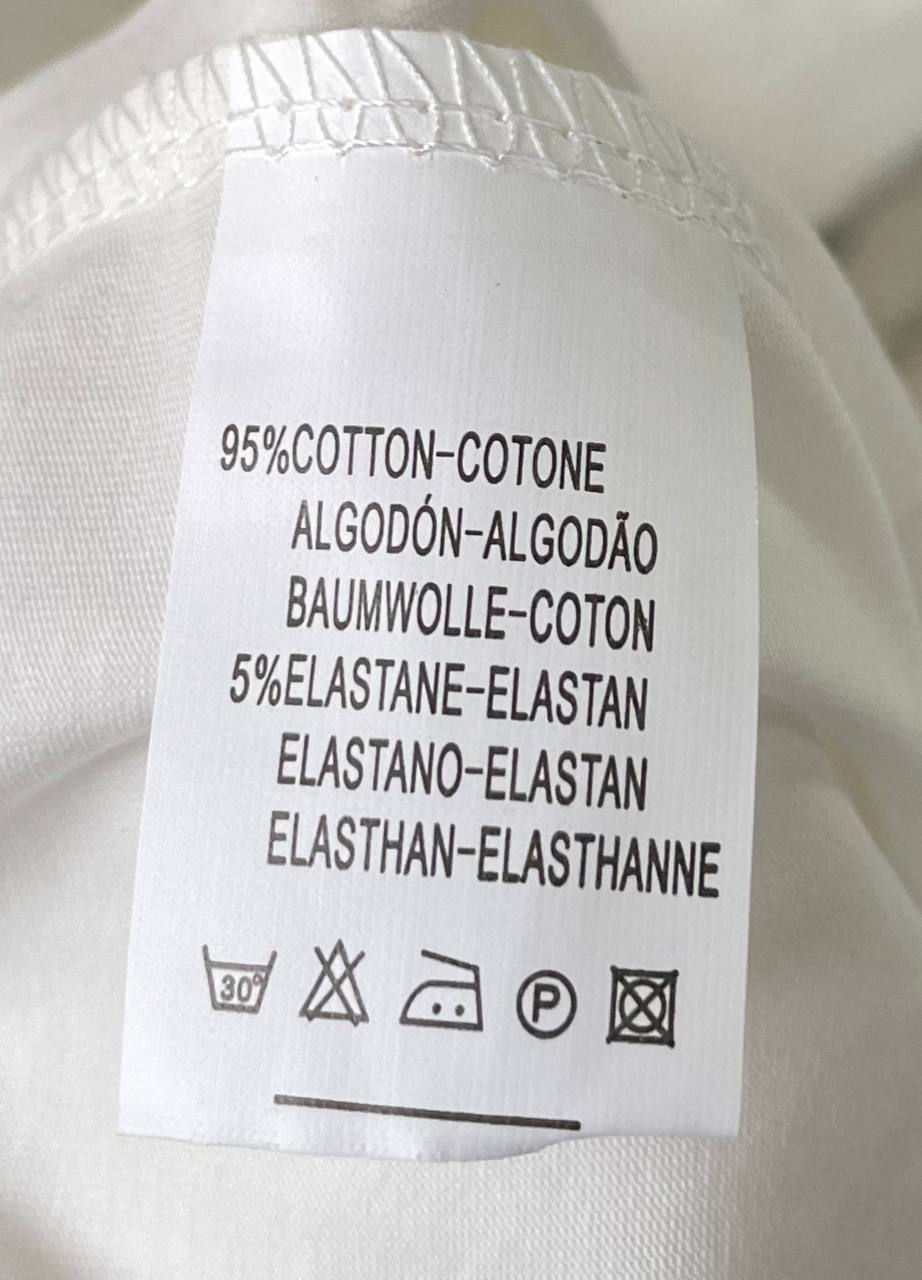 95%COTTON-COTONE
ALGODÓN-ALGODÃO
BAUMWOLLE-COTON
5%ELASTANE-ELASTAN
ELASTANO-ELASTAN
ELASTHAN-ELASTHANNE
30° P